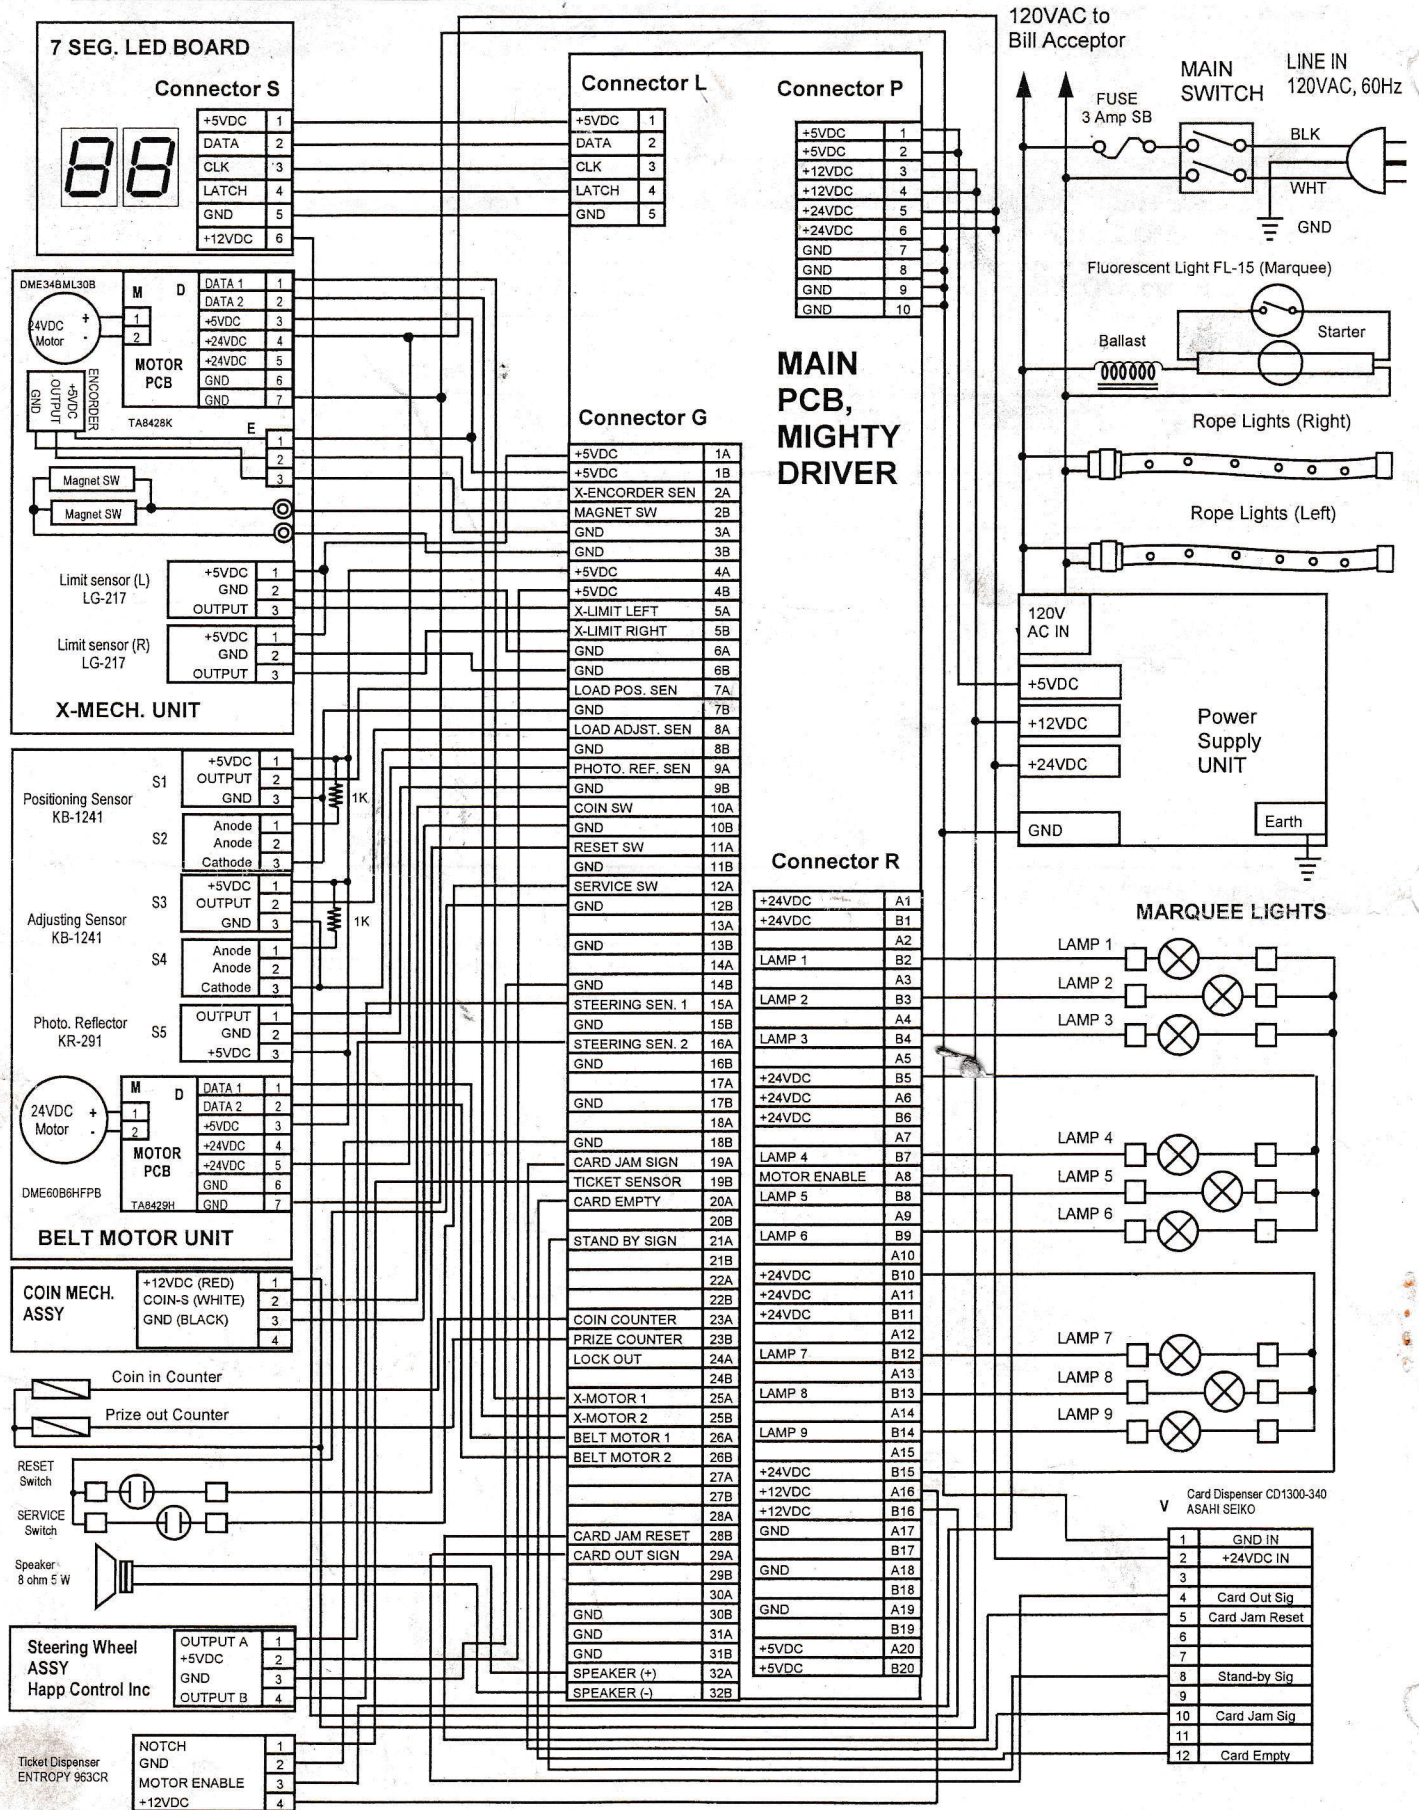 7 SEG. LED BOARD
Connector S
+5VDC 1
DATA 2
CLK 3
LATCH 4
GND 5
+12VDC 6
Connector L
+5VDC 1
DATA 2
CLK 3
LATCH 4
GND 5
Connector P
+5VDC 1
+5VDC 2
+12VDC 3
+12VDC 4
+24VDC 5
+24VDC 6
GND 7
GND 8
GND 9
GND 10
120VAC to
Bill Acceptor
FUSE
3 Amp SB
MAIN
SWITCH
LINE IN
120VAC, 60Hz
BLK
WHT
GND
Fluorescent Light FL-15 (Marquee)
Starter
Ballast
Rope Lights (Right)
Rope Lights (Left)
120V
AC IN
+5VDC
+12VDC
+24VDC
GND
Power
Supply
UNIT
Earth
DME34BML30B
24VDC
Motor
+
-
M
1
2
D
MOTOR
PCB
TA8428K
DATA 1 1
DATA 2 2
+5VDC 3
+24VDC 4
+24VDC 5
GND 6
GND 7
ENCORDER
+5VDC
OUTPUT
GND
E
1
2
3
Magnet SW
Magnet SW
Limit sensor (L)
LG-217
+5VDC 1
GND 2
OUTPUT 3
Limit sensor (R)
LG-217
+5VDC 1
GND 2
OUTPUT 3
X-MECH. UNIT
Positioning Sensor
KB-1241
S1
+5VDC 1
OUTPUT 2
GND 3
1K
S2
Anode 1
Anode 2
Cathode 3
Adjusting Sensor
KB-1241
S3
+5VDC 1
OUTPUT 2
GND 3
1K
S4
Anode 1
Anode 2
Cathode 3
Photo. Reflector
KR-291
S5
OUTPUT 1
GND 2
+5VDC 3
24VDC
Motor
+
-
DME60B6HFPB
M
1
2
D
MOTOR
PCB
TA8429H
DATA 1 1
DATA 2 2
+5VDC 3
+24VDC 4
+24VDC 5
GND 6
GND 7
BELT MOTOR UNIT
COIN MECH.
ASSY
+12VDC (RED) 1
COIN-S (WHITE) 2
GND (BLACK) 3
4
Coin in Counter
Prize out Counter
RESET
Switch
SERVICE
Switch
Speaker
8 ohm 5 W
Steering Wheel
ASSY
Happ Control Inc
OUTPUT A 1
+5VDC 2
GND 3
OUTPUT B 4
Ticket Dispenser
ENTROPY 963CR
NOTCH 1
GND 2
MOTOR ENABLE 3
+12VDC 4
MAIN
PCB,
MIGHTY
DRIVER
Connector G
+5VDC 1A
+5VDC 1B
X-ENCORDER SEN 2A
MAGNET SW 2B
GND 3A
GND 3B
+5VDC 4A
+5VDC 4B
X-LIMIT LEFT 5A
X-LIMIT RIGHT 5B
GND 6A
GND 6B
LOAD POS. SEN 7A
GND 7B
LOAD ADJST. SEN 8A
GND 8B
PHOTO. REF. SEN 9A
GND 9B
COIN SW 10A
GND 10B
RESET SW 11A
GND 11B
SERVICE SW 12A
GND 12B
13A
GND 13B
14A
GND 14B
STEERING SEN. 1 15A
GND 15B
STEERING SEN. 2 16A
GND 16B
17A
GND 17B
18A
GND 18B
CARD JAM SIGN 19A
TICKET SENSOR 19B
CARD EMPTY 20A
20B
STAND BY SIGN 21A
21B
22A
22B
COIN COUNTER 23A
PRIZE COUNTER 23B
LOCK OUT 24A
24B
X-MOTOR 1 25A
X-MOTOR 2 25B
BELT MOTOR 1 26A
BELT MOTOR 2 26B
27A
27B
28A
CARD JAM RESET 28B
CARD OUT SIGN 29A
29B
30A
GND 30B
GND 31A
GND 31B
SPEAKER (+) 32A
SPEAKER (-) 32B
Connector R
+24VDC A1
+24VDC B1
A2
LAMP 1 B2
A3
LAMP 2 B3
A4
LAMP 3 B4
A5
+24VDC B5
+24VDC A6
+24VDC B6
A7
LAMP 4 B7
MOTOR ENABLE A8
LAMP 5 B8
A9
LAMP 6 B9
A10
+24VDC B10
+24VDC A11
+24VDC B11
A12
LAMP 7 B12
A13
LAMP 8 B13
A14
LAMP 9 B14
A15
+24VDC B15
+12VDC A16
+12VDC B16
GND A17
B17
GND A18
B18
GND A19
B19
+5VDC A20
+5VDC B20
MARQUEE LIGHTS
LAMP 1
LAMP 2
LAMP 3
LAMP 4
LAMP 5
LAMP 6
LAMP 7
LAMP 8
LAMP 9
V
Card Dispenser CD1300-340
ASAHI SEIKO
1 GND IN
2 +24VDC IN
3
4 Card Out Sig
5 Card Jam Reset
6
7
8 Stand-by Sig
9
10 Card Jam Sig
11
12 Card Empty